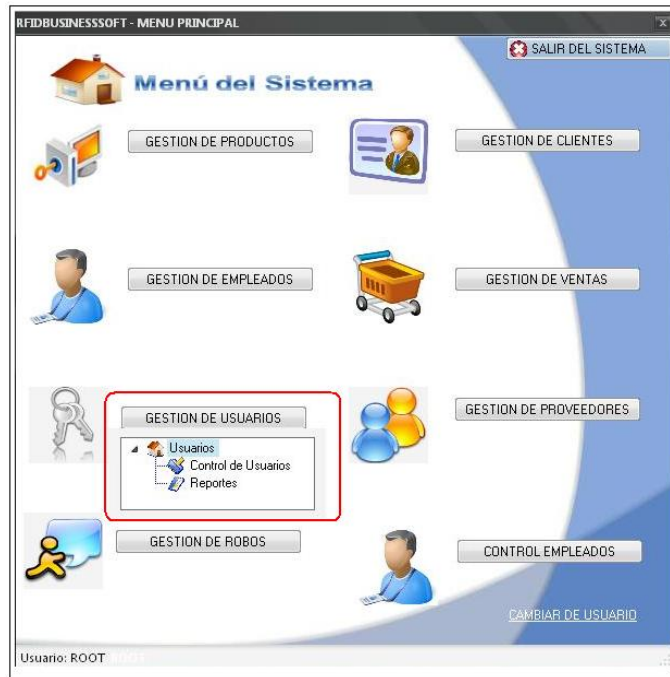 RFIDBUSINESSSOFT - MENU PRINCIPAL
SALIR DEL SISTEMA
Menú del Sistema
GESTION DE PRODUCTOS
GESTION DE CLIENTES
GESTION DE EMPLEADOS
GESTION DE VENTAS
GESTION DE USUARIOS
GESTION DE PROVEEDORES
Usuarios
Control de Usuarios
Reportes
GESTION DE ROBOS
CONTROL EMPLEADOS
CAMBIAR DE USUARIO
Usuario: ROOT ROOT